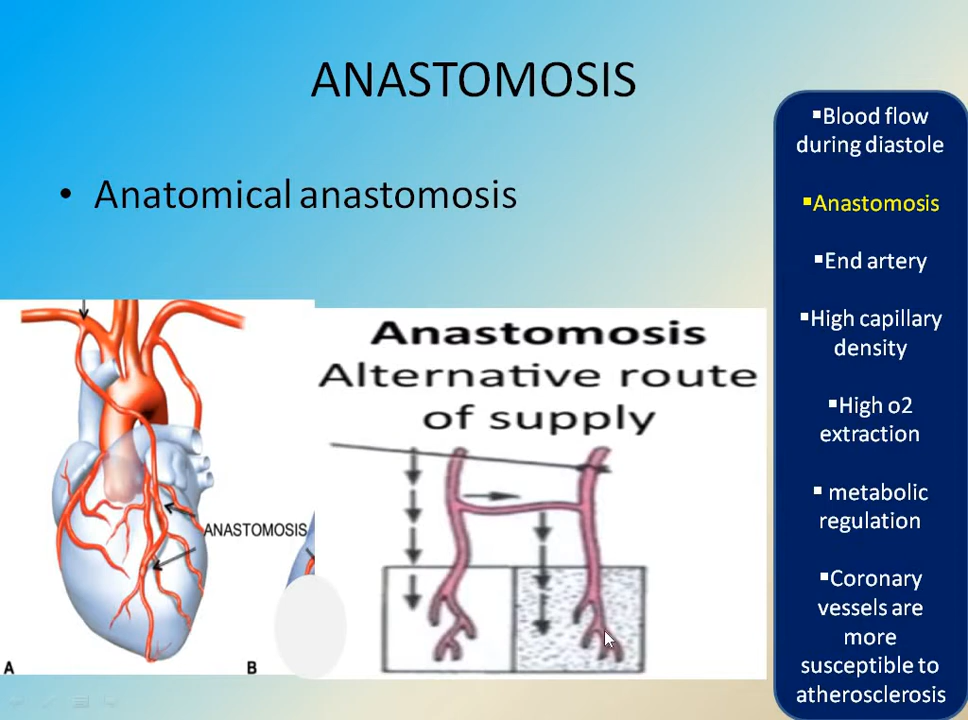 ANASTOMOSIS
• Anatomical anastomosis
ANASTOMOSIS
A
B
Anastomosis
Alternative route
of supply
▪Blood flow
during diastole
▪Anastomosis
▪End artery
▪High capillary
density
▪High o2
extraction
▪ metabolic
regulation
▪Coronary
vessels are
more
susceptible to
atherosclerosis